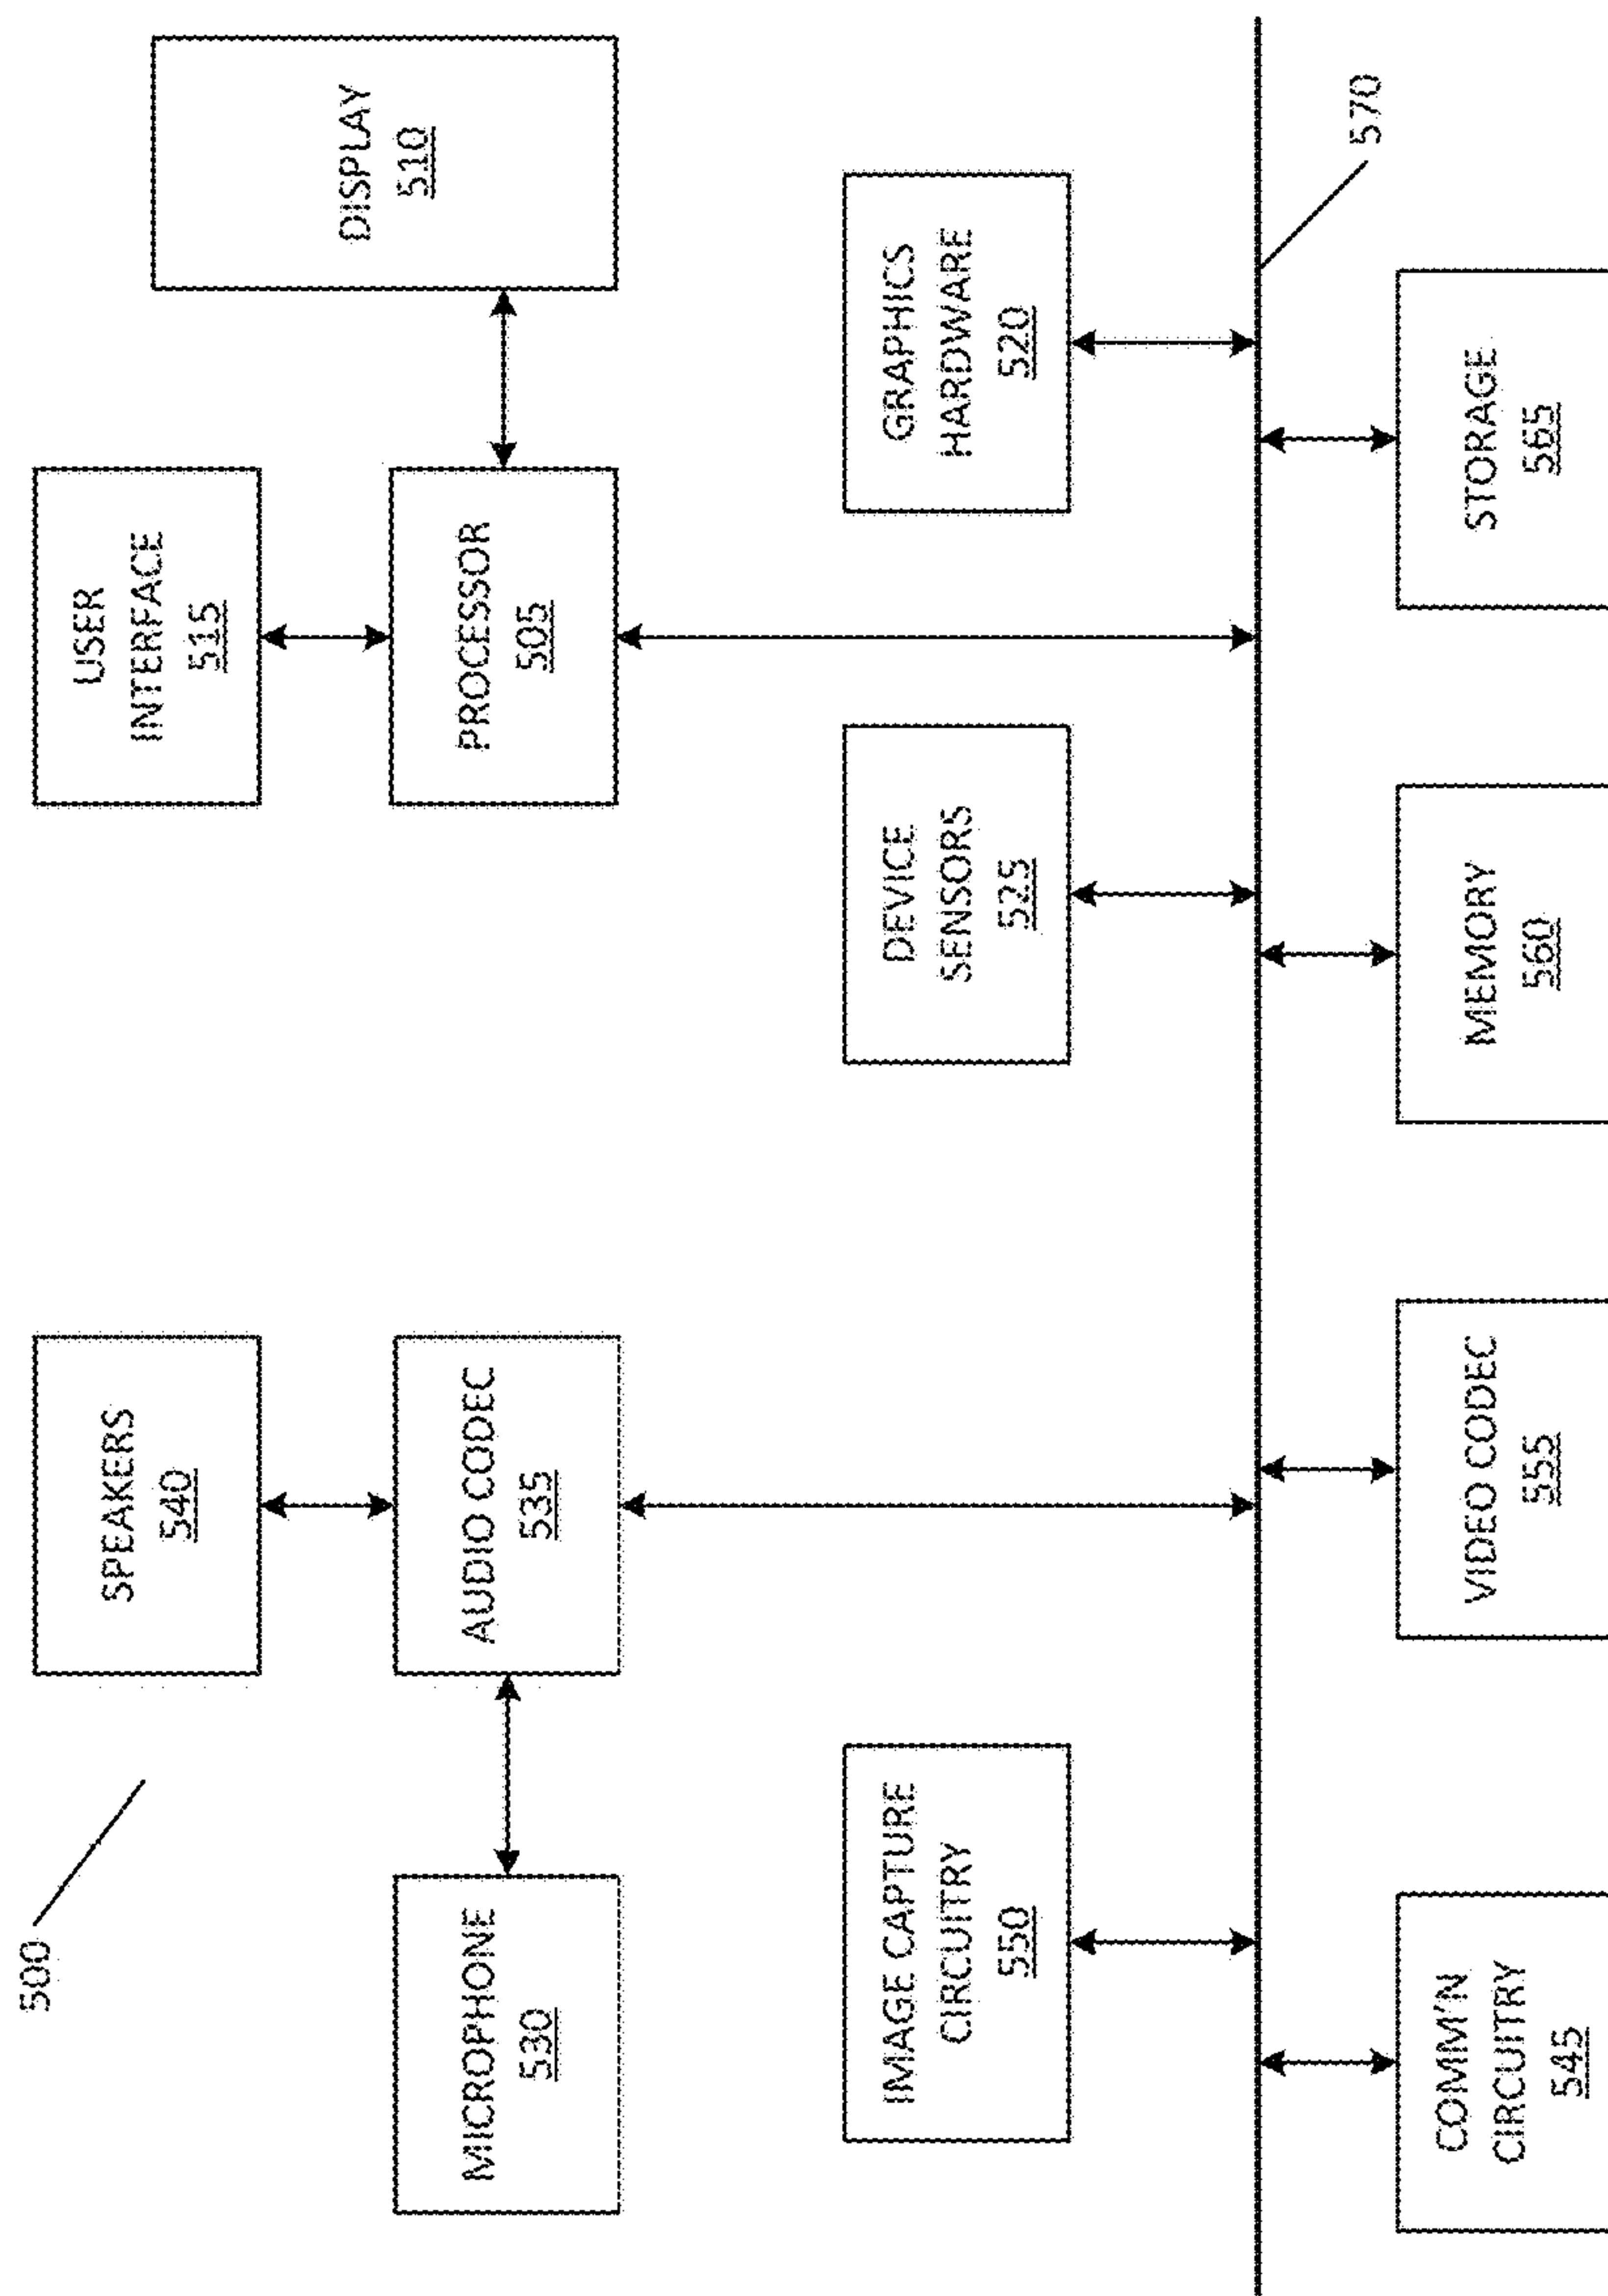 500
SPEAKERS
540
USER
INTERFACE
515
MICROPHONE
530
AUDIO CODEC
535
PROCESSOR
505
DISPLAY
510
IMAGE CAPTURE
CIRCUITRY
550
DEVICE
SENSORS
525
GRAPHICS
HARDWARE
520
570
COMM'N
CIRCUITRY
545
VIDEO CODEC
555
MEMORY
560
STORAGE
565